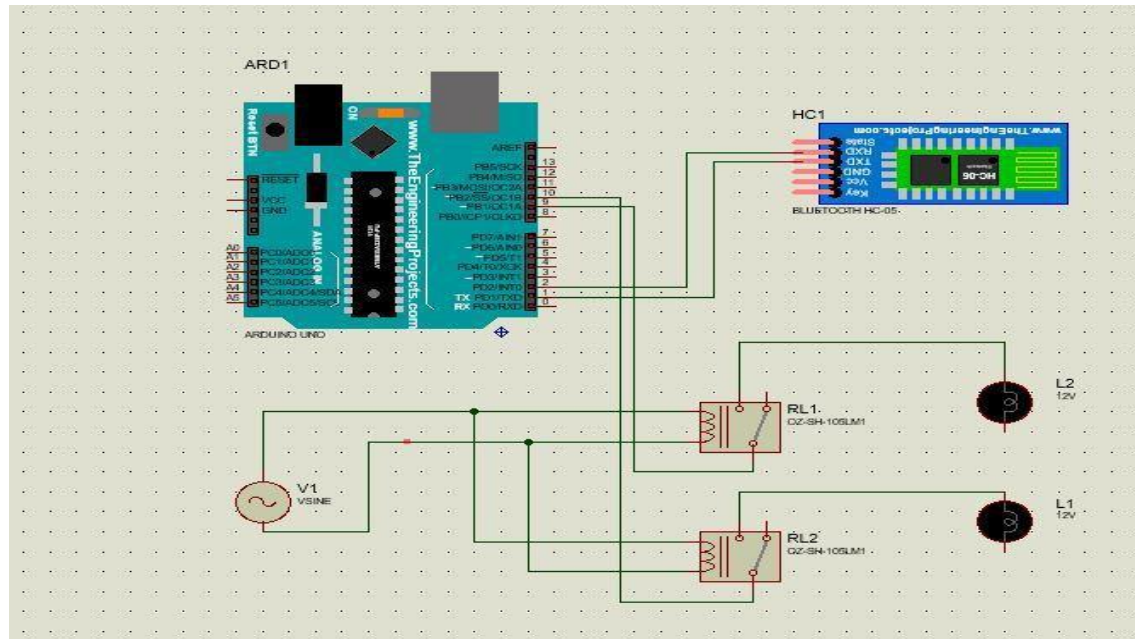 ARD1
ARDUINO UNO
Reset BTN
ON
www.TheEngineeringProjects.com
ANALOG IN
RESET
VCC
GND
A0
A1
A2
A3
A4
A5
PC0/ADC0
PC1/ADC1
PC2/ADC2
PC3/ADC3
PC4/ADC4/SDA
AREF
PB5/SCK
13
PB4/MISO
12
PB3/MOSI/OC2A
11
PB2/SS/OC1B
10
PB1/OC1A
9
PB0/ICP1/CLKO
8
PD7/AIN1
7
PD6/AIN0
6
PD5/T1
5
PD4/T0/XCK
4
PD3/INT1
3
PD2/INT0
2
TX PD1/TXD
1
RX PD0/RXD
0
HC1
www.TheEngineeringProjects.com
State
RXD
TXD
GND
Vcc
Key
HC-06
BLUETOOTH HC-05
L2
12V
RL1
OZ-SH-105LM1
V1
VSINE
L1
12V
RL2
OZ-SH-105LM1